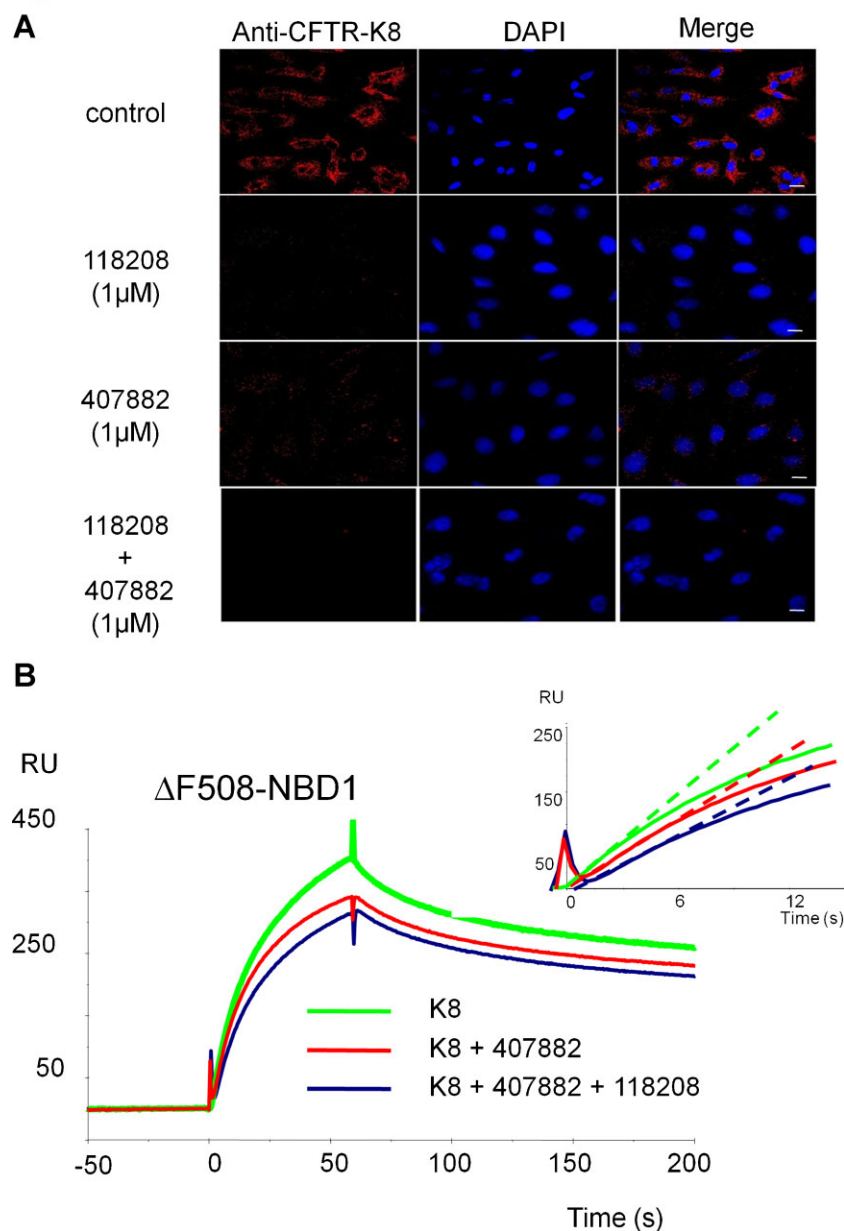 A
Anti-CFTR-K8 DAPI Merge
control
118208
(1µM)
407882
(1µM)
118208
+
407882
(1µM)
B
RU
250
150
50
0 6 12
Time (s)
RU
ΔF508-NBD1
450
250
50
K8
K8 + 407882
K8 + 407882 + 118208
-50 0 50 100 150 200
Time (s)